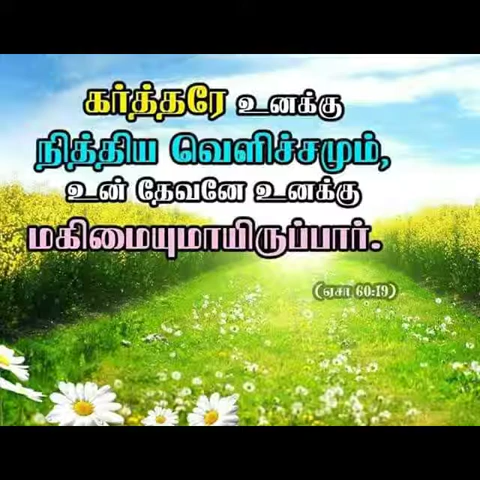 கர்த்தரே உனக்கு
நித்திய வெளிச்சமும்,
உன் தேவனே உனக்கு
மகிமையுமாயிருப்பார்.
(ஏசா 60:19)